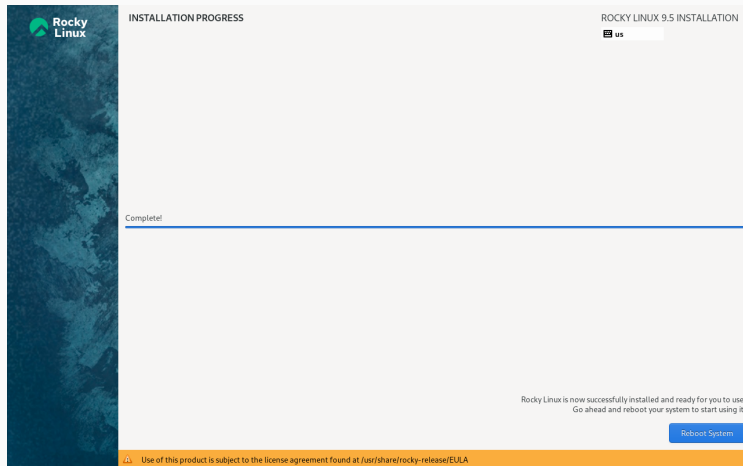 Rocky
Linux
INSTALLATION PROGRESS
ROCKY LINUX 9.5 INSTALLATION
us
Complete!
Rocky Linux is now successfully installed and ready for you to use
Go ahead and reboot your system to start using it
Reboot System
Use of this product is subject to the license agreement found at /usr/share/rocky-release/EULA